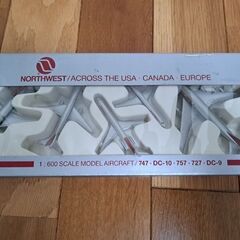 NORTHWEST/ACROSS THE USA · CANADA · EUROPE
1:600 SCALE MODEL AIRCRAFT/747·DC-10·757·727·DC-9